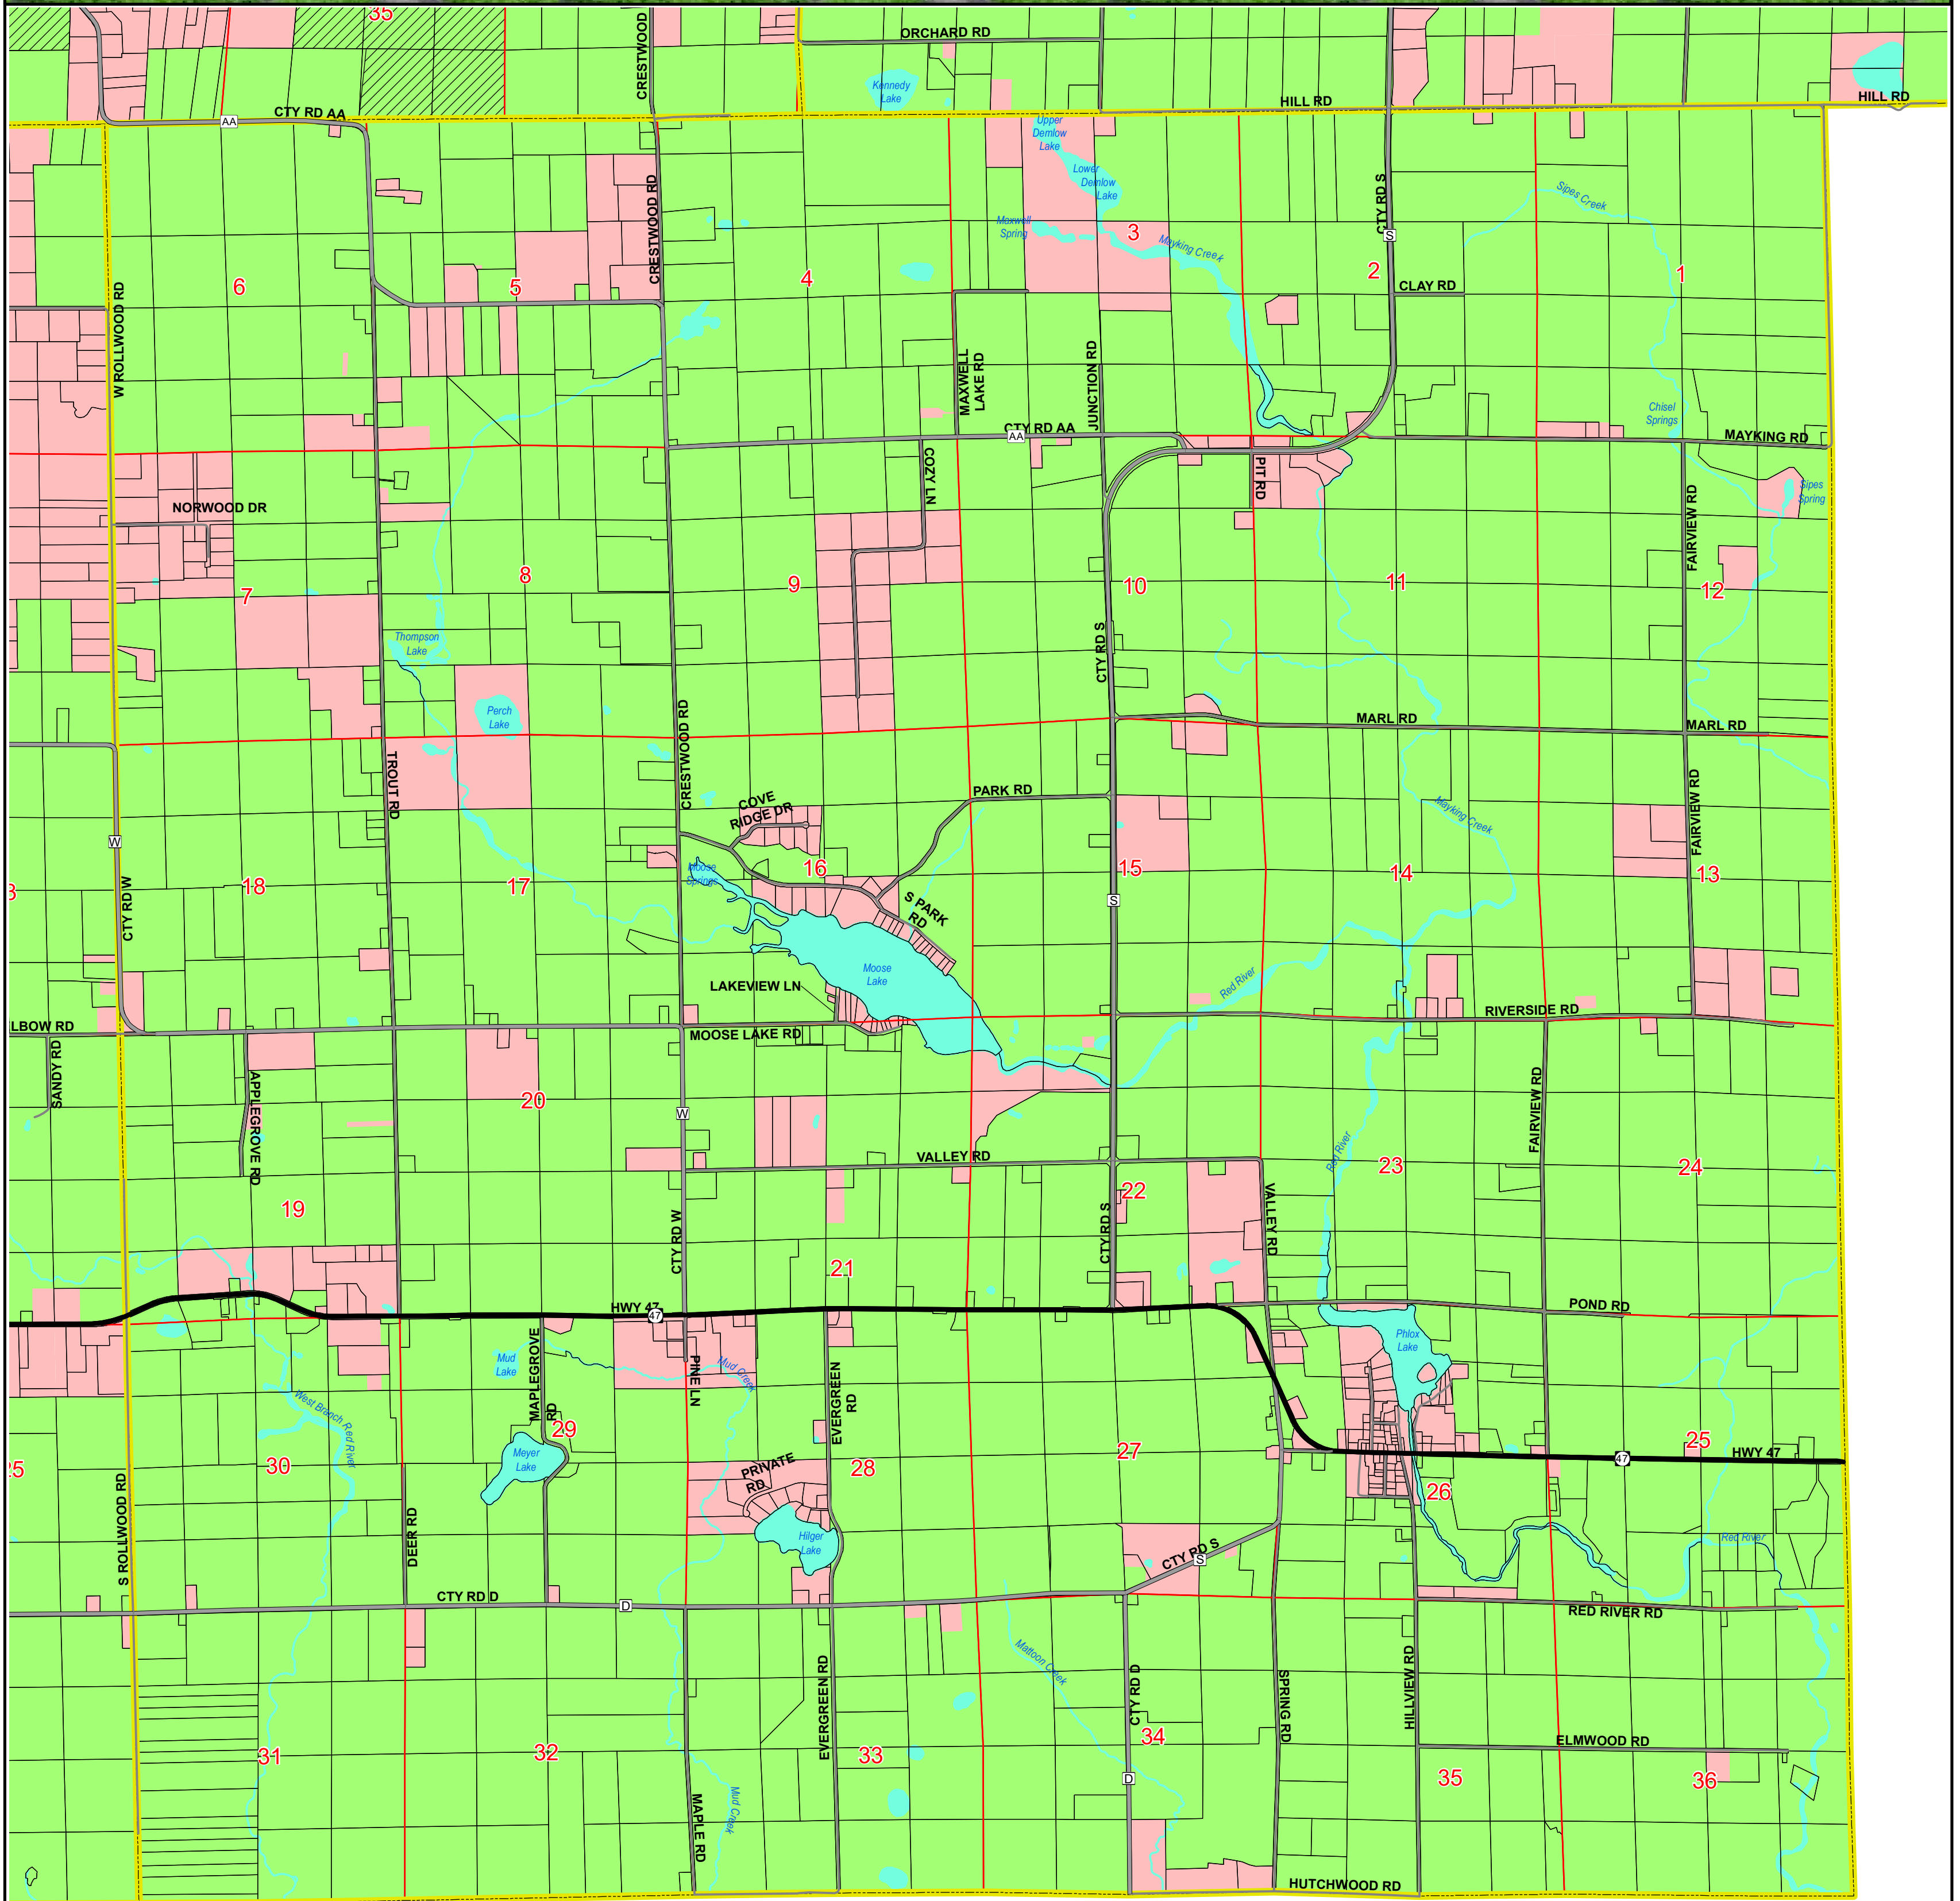 35
CRESTWOOD
ORCHARD RD
Kennedy
Lake
HILL RD
HILL RD
CTY RD AA
AA
Upper
Demlow
Lake
Lower
Demlow
Lake
Maxwell
Spring
Mayking Creek
Sipes Creek
CTY RD S
S
CRESTWOOD RD
W ROLLWOOD RD
6
5
4
3
2
1
CLAY RD
MAXWELL
LAKE RD
JUNCTION RD
CTY RD AA
AA
Chisel
Springs
MAYKING RD
COZY LN
PIT RD
FAIRVIEW RD
Sipes
Spring
NORWOOD DR
7
8
9
10
11
12
Thompson
Lake
CTY RD S
Perch
Lake
CRESTWOOD RD
MARL RD
MARL RD
TROUT RD
PARK RD
COVE
RIDGE DR
Mayking Creek
FAIRVIEW RD
W
CTY RD W
Moose
Springs
3
18
17
16
15
14
13
S
S PARK
RD
Moose
Lake
LAKEVIEW LN
Red River
RIVERSIDE RD
LBOW RD
MOOSE LAKE RD
SANDY RD
APPLEGROVE RD
20
W
FAIRVIEW RD
Red River
VALLEY RD
19
22
23
24
CTY RD W
CTY RD S
VALLEY RD
21
HWY 47
47
POND RD
Phlox
Lake
Mud
Lake
MAPLEGROVE
RD
PINE LN
Mud Creek
EVERGREEN
RD
West Branch Red River
29
Meyer
Lake
25
30
28
27
25
HWY 47
47
26
PRIVATE
RD
Hilger
Lake
S ROLLWOOD RD
DEER RD
CTY RD S
S
Red River
CTY RD D
D
RED RIVER RD
Mattoon Creek
EVERGREEN RD
CTY RD D
SPRING RD
HILLVIEW RD
31
32
33
34
ELMWOOD RD
35
36
D
MAPLE RD
Mud Creek
HUTCHWOOD RD